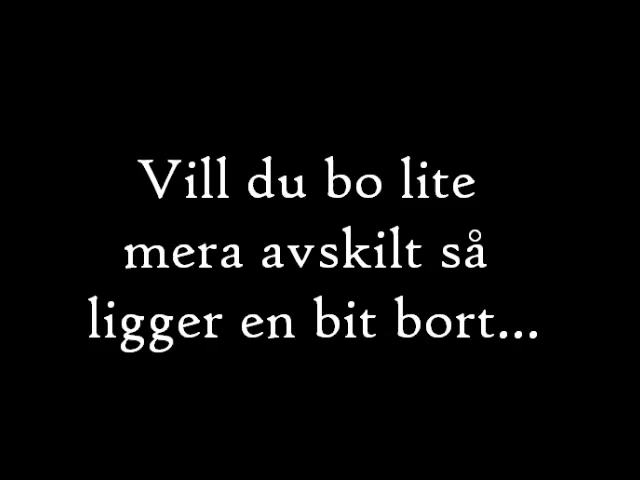 Vill du bo lite
mera avskilt så
ligger en bit bort...